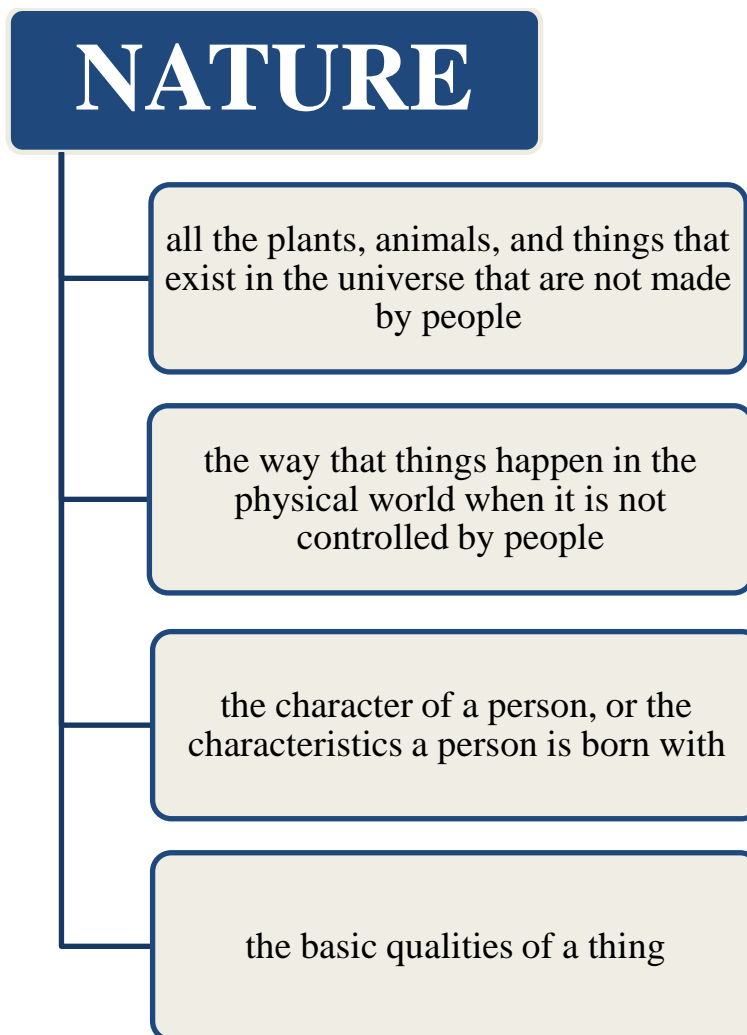 NATURE
all the plants, animals, and things that
exist in the universe that are not made
by people
the way that things happen in the
physical world when it is not
controlled by people
the character of a person, or the
characteristics a person is born with
the basic qualities of a thing